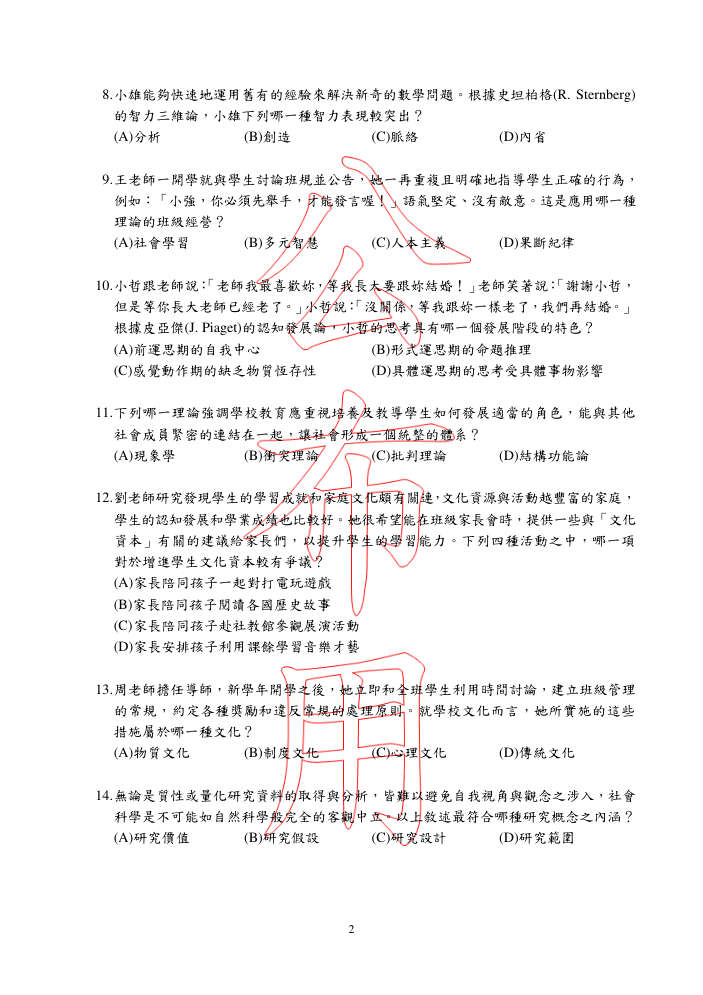 8.小雄能夠快速地運用舊有的經驗來解決新奇的數學問題。根據史坦柏格(R. Sternberg)
的智力三維論，小雄下列哪一種智力表現較突出？
(A)分析 (B)創造 (C)脈絡 (D)內省
9.王老師一開學就與學生討論班規並公告，她一再重複且明確地指導學生正確的行為，
例如：「小強，你必須先舉手，才能發言喔！」語氣堅定、沒有敵意。這是應用哪一種
理論的班級經營？
(A)社會學習 (B)多元智慧 (C)人本主義 (D)果斷紀律
10.小哲跟老師說：「老師我最喜歡妳，等我長大要跟妳結婚！」老師笑著說：「謝謝小哲，
但是等你長大老師已經老了。」小哲說：「沒關係，等我跟妳一樣老了，我們再結婚。」
根據皮亞傑(J. Piaget)的認知發展論，小哲的思考具有哪一個發展階段的特色？
(A)前運思期的自我中心 (B)形式運思期的命題推理
(C)感覺動作期的缺乏物質恆存性 (D)具體運思期的思考受具體事物影響
11.下列哪一理論強調學校教育應重視培養及教導學生如何發展適當的角色，能與其他
社會成員緊密的連結在一起，讓社會形成一個統整的體系？
(A)現象學 (B)衝突理論 (C)批判理論 (D)結構功能論
12.劉老師研究發現學生的學習成就和家庭文化頗有關連，文化資源與活動越豐富的家庭，
學生的認知發展和學業成績也比較好。她很希望能在班級家長會時，提供一些與「文化
資本」有關的建議給家長們，以提升學生的學習能力。下列四種活動之中，哪一項
對於增進學生文化資本較有爭議？
(A)家長陪同孩子一起對打電玩遊戲
(B)家長陪同孩子閱讀各國歷史故事
(C)家長陪同孩子赴社教館參觀展演活動
(D)家長安排孩子利用課餘學習音樂才藝
13.周老師擔任導師，新學年開學之後，她立即和全班學生利用時間討論，建立班級管理
的常規，約定各種獎勵和違反常規的處理原則。就學校文化而言，她所實施的這些
措施屬於哪一種文化？
(A)物質文化 (B)制度文化 (C)心理文化 (D)傳統文化
14.無論是質性或量化研究資料的取得與分析，皆難以避免自我視角與觀念之涉入，社會
科學是不可能如自然科學般完全的客觀中立。以上敘述最符合哪種研究概念之內涵？
(A)研究價值 (B)研究假設 (C)研究設計 (D)研究範圍
公布用
2